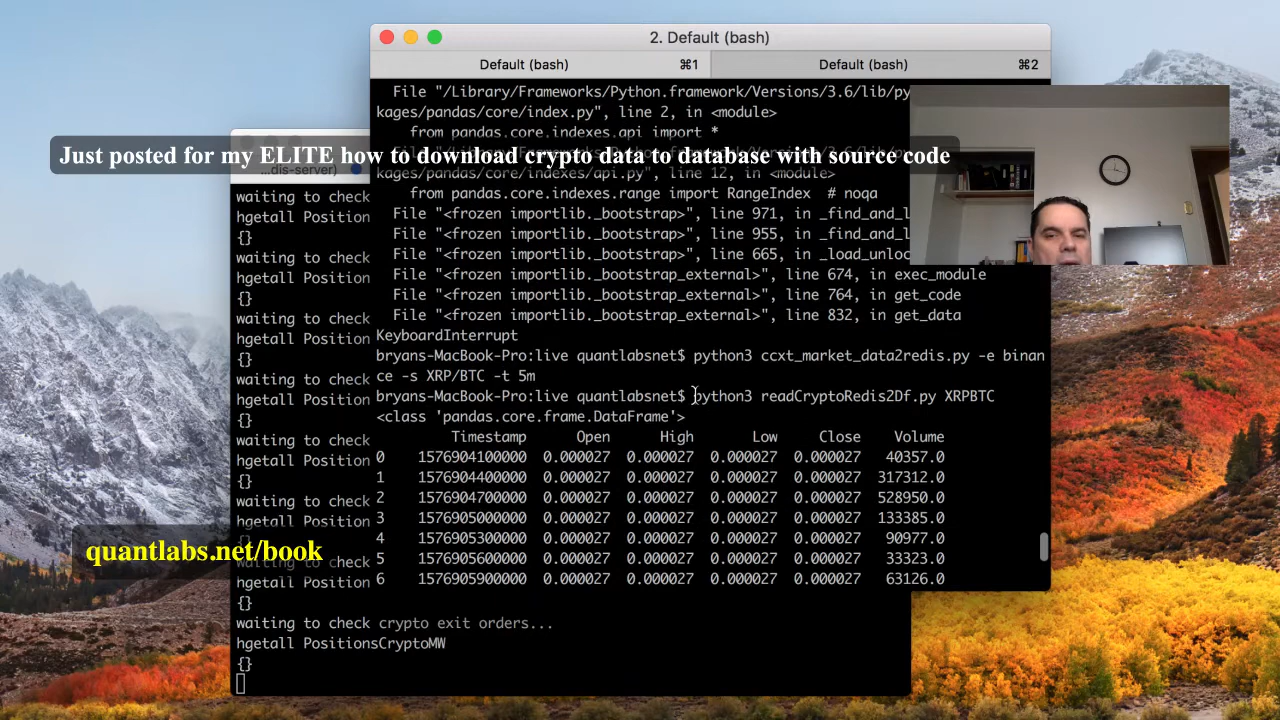 2. Default (bash)
Default (bash) ⌘1 Default (bash) ⌘2
File "/Library/Frameworks/Python.framework/Versions/3.6/lib/py
kages/pandas/core/index.py", line 2, in <module>
from pandas.core.indexes.api import *
Just posted for my ELITE how to download crypto data to database with source code
...dis-server)
kages/pandas/core/indexes/api.py", line 12, in <module>
from pandas.core.indexes.range import RangeIndex # noqa
File "<frozen importlib._bootstrap>", line 971, in _find_and_l
File "<frozen importlib._bootstrap>", line 955, in _find_and_l
File "<frozen importlib._bootstrap>", line 665, in _load_unloc
File "<frozen importlib._bootstrap_external>", line 674, in exec_module
File "<frozen importlib._bootstrap_external>", line 764, in get_code
File "<frozen importlib._bootstrap_external>", line 832, in get_data
KeyboardInterrupt
bryans-MacBook-Pro:live quantlabsnet$ python3 ccxt_market_data2redis.py -e binan
ce -s XRP/BTC -t 5m
bryans-MacBook-Pro:live quantlabsnet$ python3 readCryptoRedis2Df.py XRPBTC
<class 'pandas.core.frame.DataFrame'>
Timestamp Open High Low Close Volume
0 1576904100000 0.000027 0.000027 0.000027 0.000027 40357.0
1 1576904400000 0.000027 0.000027 0.000027 0.000027 317312.0
2 1576904700000 0.000027 0.000027 0.000027 0.000027 528950.0
3 1576905000000 0.000027 0.000027 0.000027 0.000027 133385.0
4 1576905300000 0.000027 0.000027 0.000027 0.000027 90977.0
5 1576905600000 0.000027 0.000027 0.000027 0.000027 33323.0
6 1576905900000 0.000027 0.000027 0.000027 0.000027 63126.0
waiting to check
hgetall Position
{}
waiting to check
hgetall Position
{}
waiting to check
hgetall Position
{}
waiting to check
hgetall Position
{}
waiting to check
hgetall Position
{}
waiting to check
hgetall Position
quantlabs.net/book
waiting to check
hgetall Position
{}
waiting to check crypto exit orders...
hgetall PositionsCryptoMW
{}